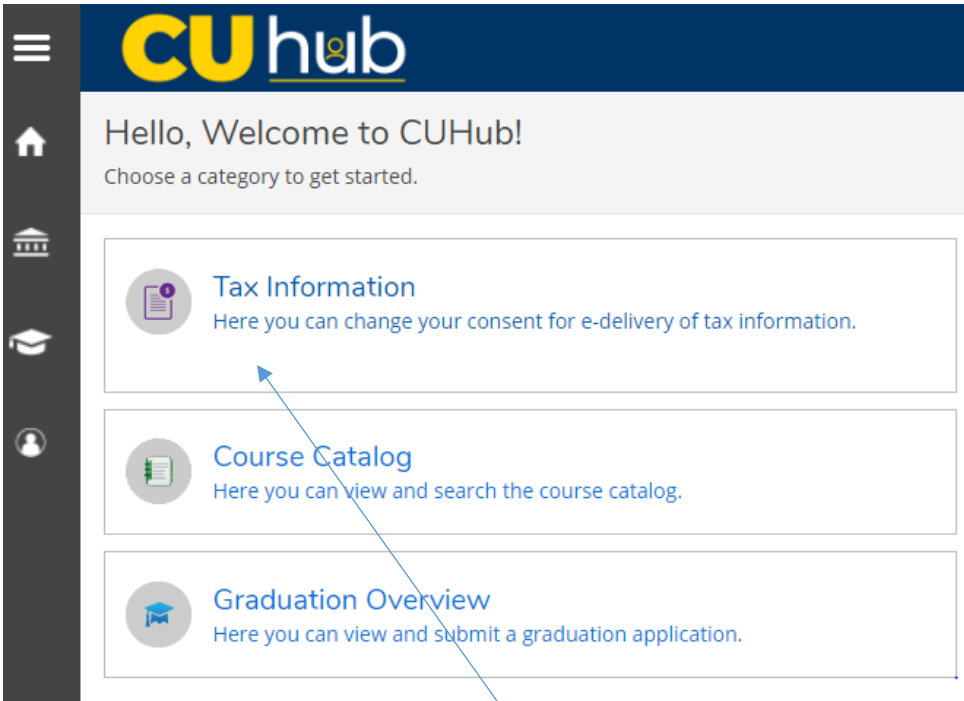 CU hub
Hello, Welcome to CUHub!
Choose a category to get started.
Tax Information
Here you can change your consent for e-delivery of tax information.
Course Catalog
Here you can view and search the course catalog.
Graduation Overview
Here you can view and submit a graduation application.